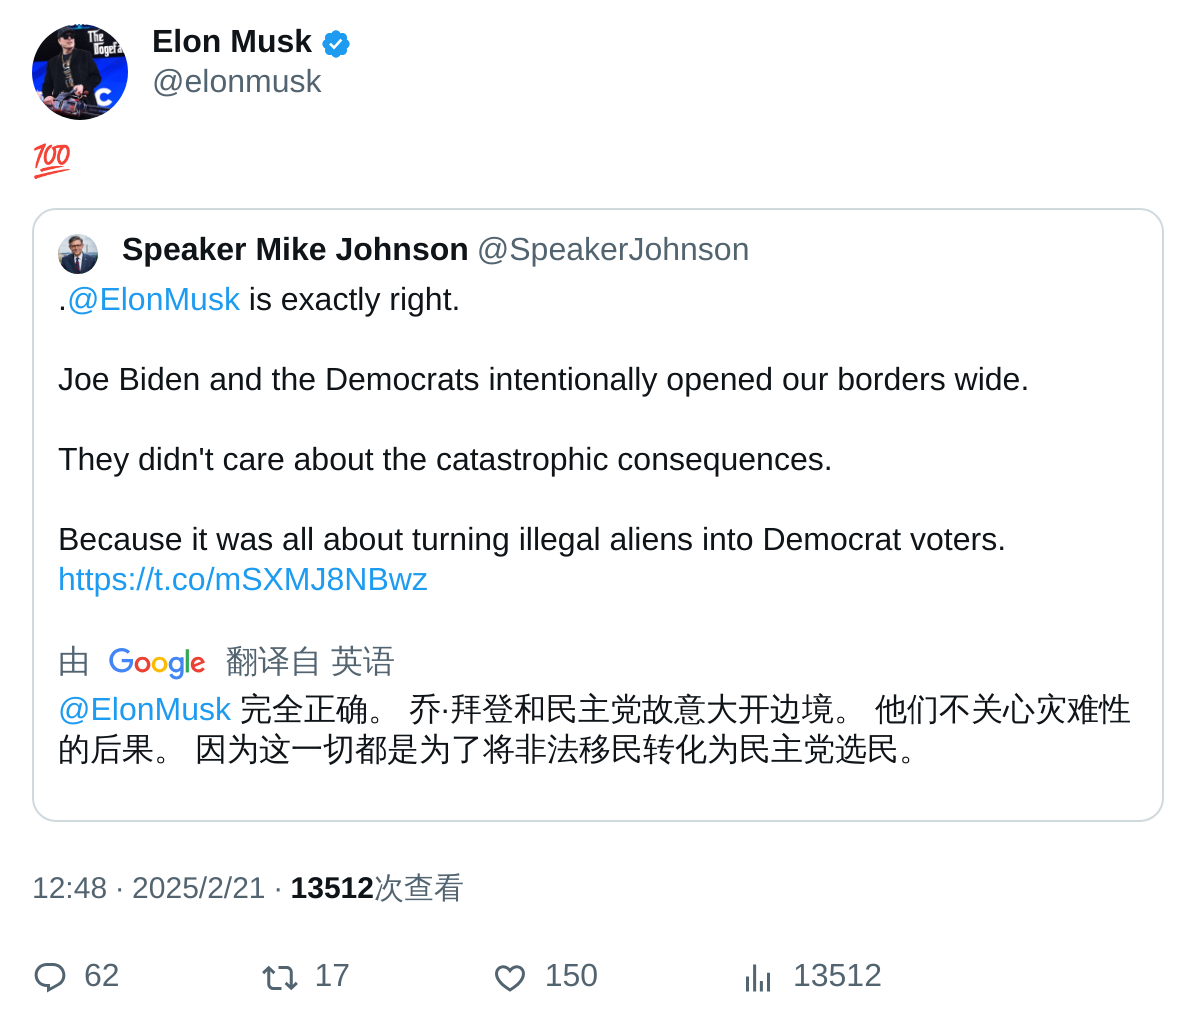 The
Dogefa
C
Elon Musk
@elonmusk
💯
Speaker Mike Johnson @SpeakerJohnson
.@ElonMusk is exactly right.
Joe Biden and the Democrats intentionally opened our borders wide.
They didn't care about the catastrophic consequences.
Because it was all about turning illegal aliens into Democrat voters.
https://t.co/mSXMJ8NBwz
由 Google 翻译自 英语
@ElonMusk 完全正确。 乔·拜登和民主党故意大开边境。 他们不关心灾难性
的后果。 因为这一切都是为了将非法移民转化为民主党选民。
12:48 · 2025/2/21 · 13512次查看
62 17 150 13512